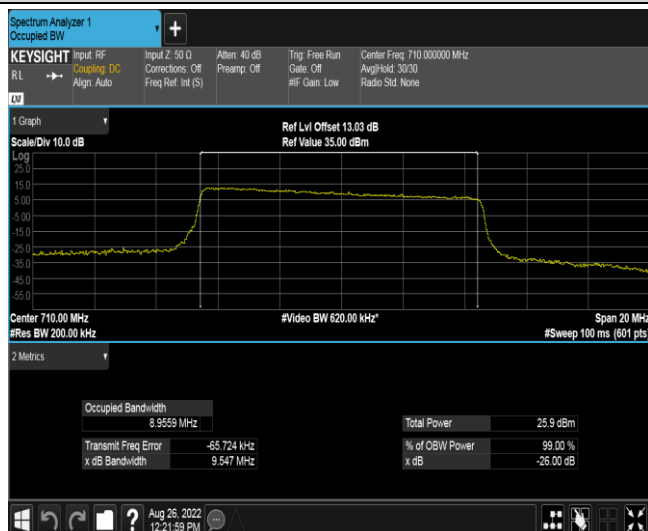 Spectrum Analyzer 1
Occupied BW
+
KEYSIGHT Input: RF Input Z: 50 Ω Atten: 40 dB Trig: Free Run Center Freq: 710.000000 MHz
RL Coupling: DC Corrections: Off Preamp: Off Gate: Off Avg|Hold: 30/30
Align: Auto Freq Ref: Int (S) #IF Gain: Low Radio Std: None
LXI
1 Graph
Ref Lvl Offset 13.03 dB
Scale/Div 10.0 dB Ref Value 35.00 dBm
Log
25.0
15.0
5.00
-5.00
-15.0
-25.0
-35.0
-45.0
-55.0
Center 710.00 MHz #Video BW 620.00 kHz* Span 20 MHz
#Res BW 200.00 kHz #Sweep 100 ms (601 pts)
2 Metrics
Occupied Bandwidth
8.9559 MHz Total Power 25.9 dBm
Transmit Freq Error -65.724 kHz % of OBW Power 99.00 %
x dB Bandwidth 9.547 MHz x dB -26.00 dB
? Aug 26, 2022
12:21:59 PM